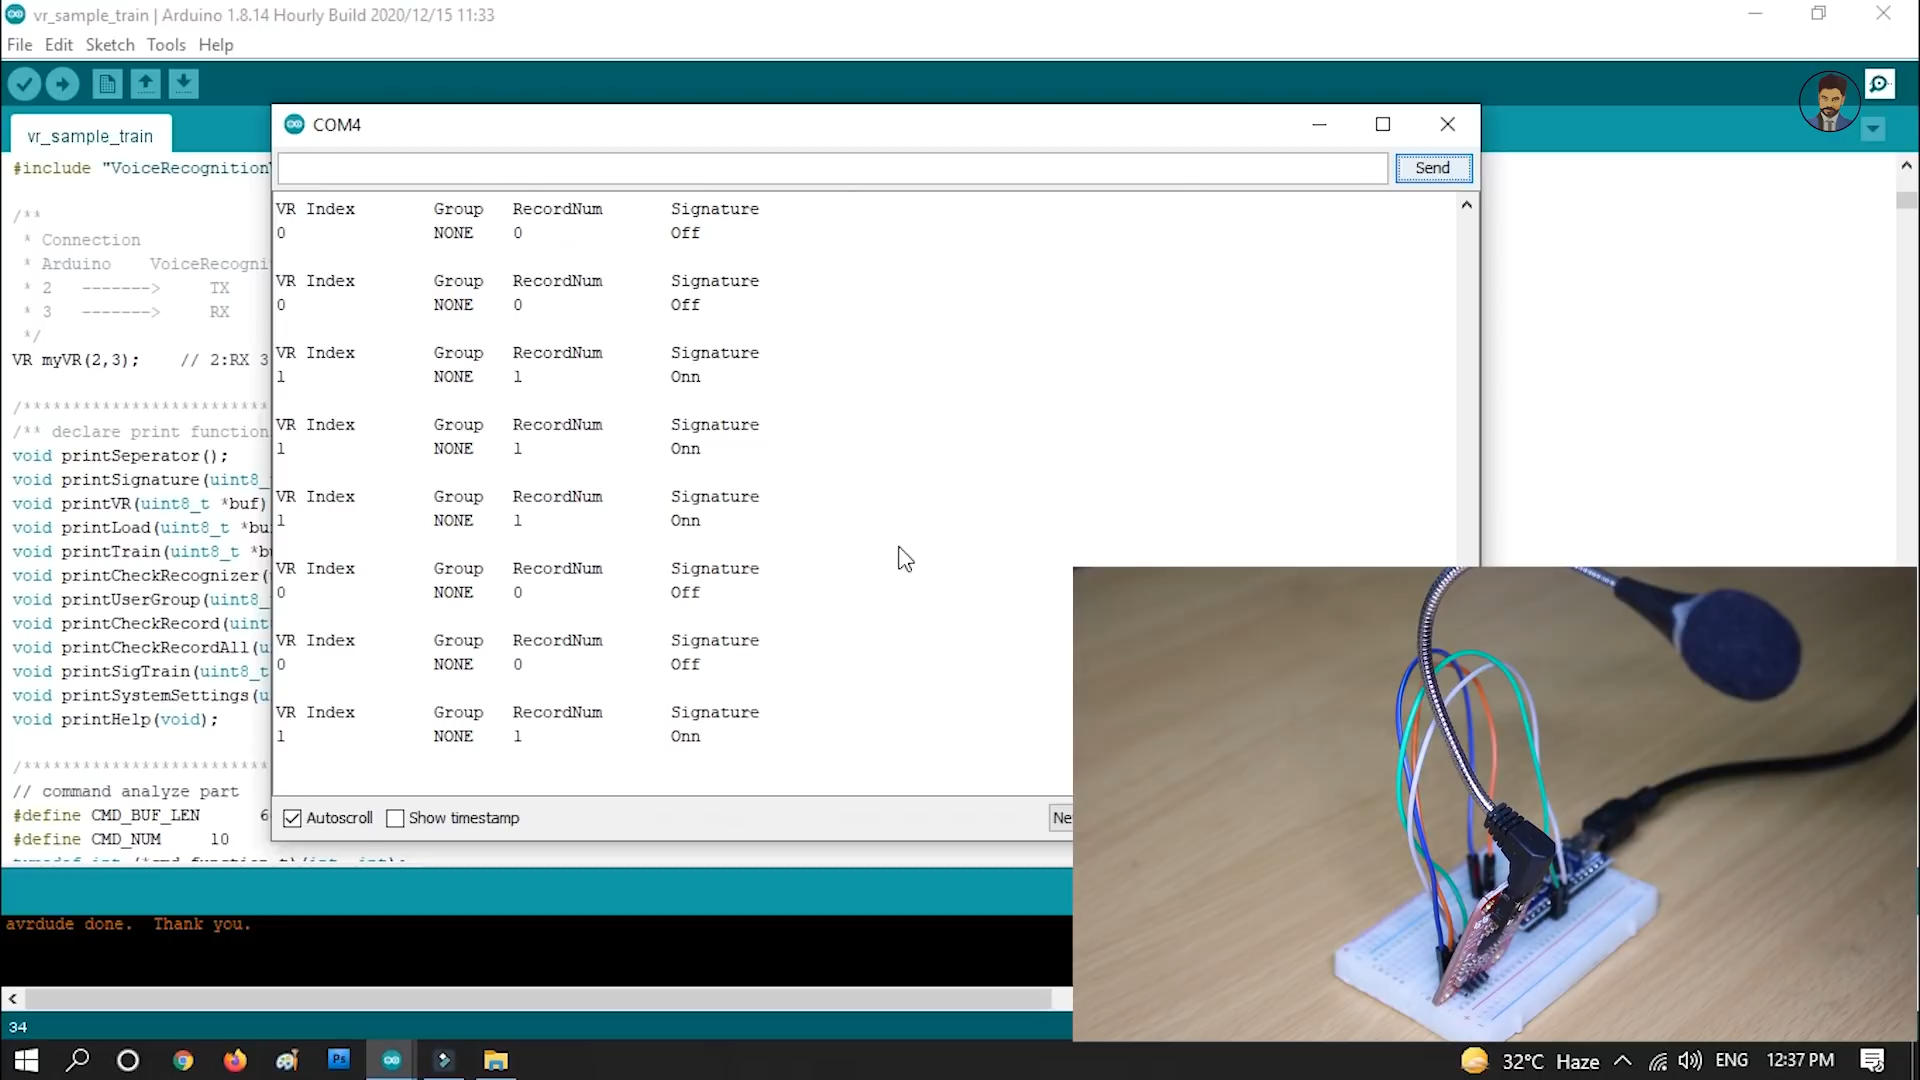 vr_sample_train | Arduino 1.8.14 Hourly Build 2020/12/15 11:33
File Edit Sketch Tools Help
vr_sample_train
#include "VoiceRecognition
/**
* Connection
* Arduino VoiceRecogni
* 2 -------> TX
* 3 -------> RX
*/
VR myVR(2,3); // 2:RX 3
/**************************
/** declare print function
void printSeperator();
void printSignature(uint8_
void printVR(uint8_t *buf)
void printLoad(uint8_t *bu
void printTrain(uint8_t *b
void printCheckRecognizer(
void printUserGroup(uint8_
void printCheckRecord(uint
void printCheckRecordAll(u
void printSigTrain(uint8_t
void printSystemSettings(u
void printHelp(void);
/**************************
// command analyze part
#define CMD_BUF_LEN 6
#define CMD_NUM 10
COM4
Send
VR Index Group RecordNum Signature
0 NONE 0 Off
VR Index Group RecordNum Signature
0 NONE 0 Off
VR Index Group RecordNum Signature
1 NONE 1 Onn
VR Index Group RecordNum Signature
1 NONE 1 Onn
VR Index Group RecordNum Signature
1 NONE 1 Onn
VR Index Group RecordNum Signature
0 NONE 0 Off
VR Index Group RecordNum Signature
0 NONE 0 Off
VR Index Group RecordNum Signature
1 NONE 1 Onn
Autoscroll Show timestamp Ne
avrdude done. Thank you.
34
Ps
32°C Haze ENG 12:37 PM